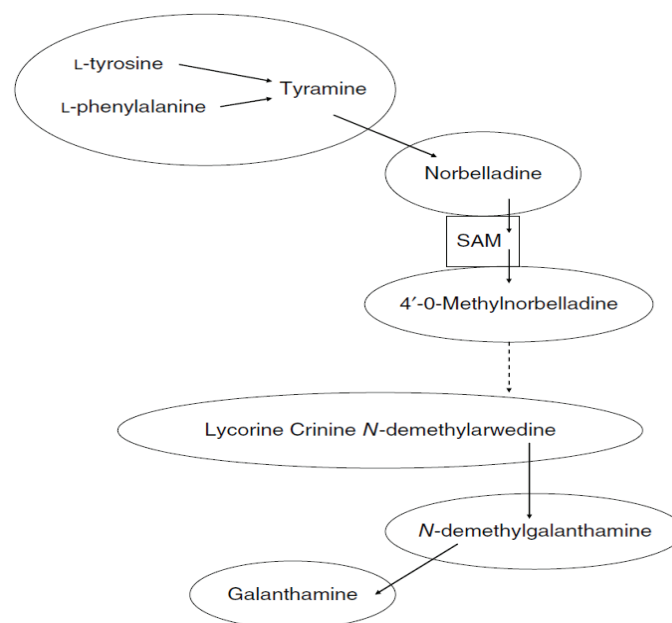 L-tyrosine
Tyramine
L-phenylalanine
Norbelladine
SAM
4′-0-Methylnorbelladine
Lycorine Crinine N-demethylarwedine
N-demethylgalanthamine
Galanthamine